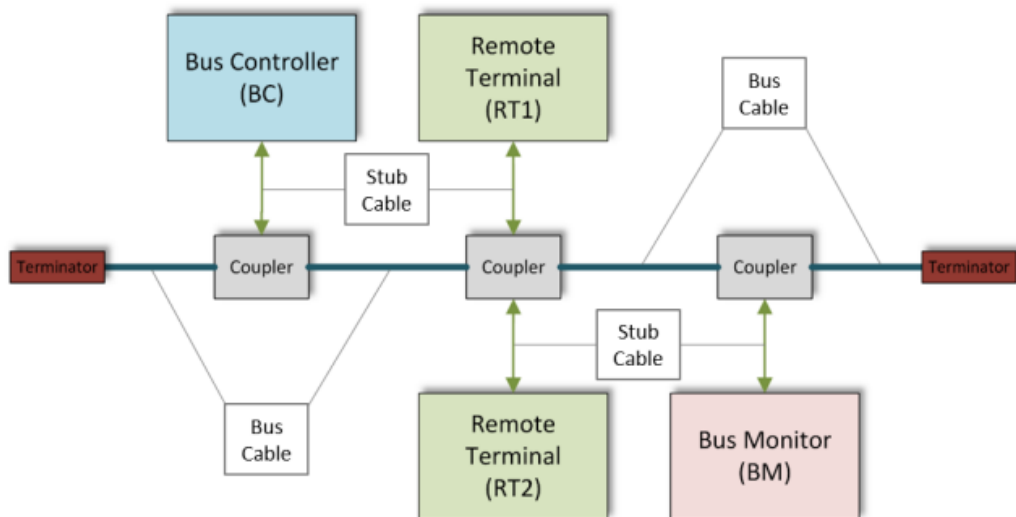 Bus Controller
(BC)
Remote
Terminal
(RT1)
Bus
Cable
Stub
Cable
Terminator
Coupler
Coupler
Coupler
Terminator
Stub
Cable
Bus
Cable
Remote
Terminal
(RT2)
Bus Monitor
(BM)